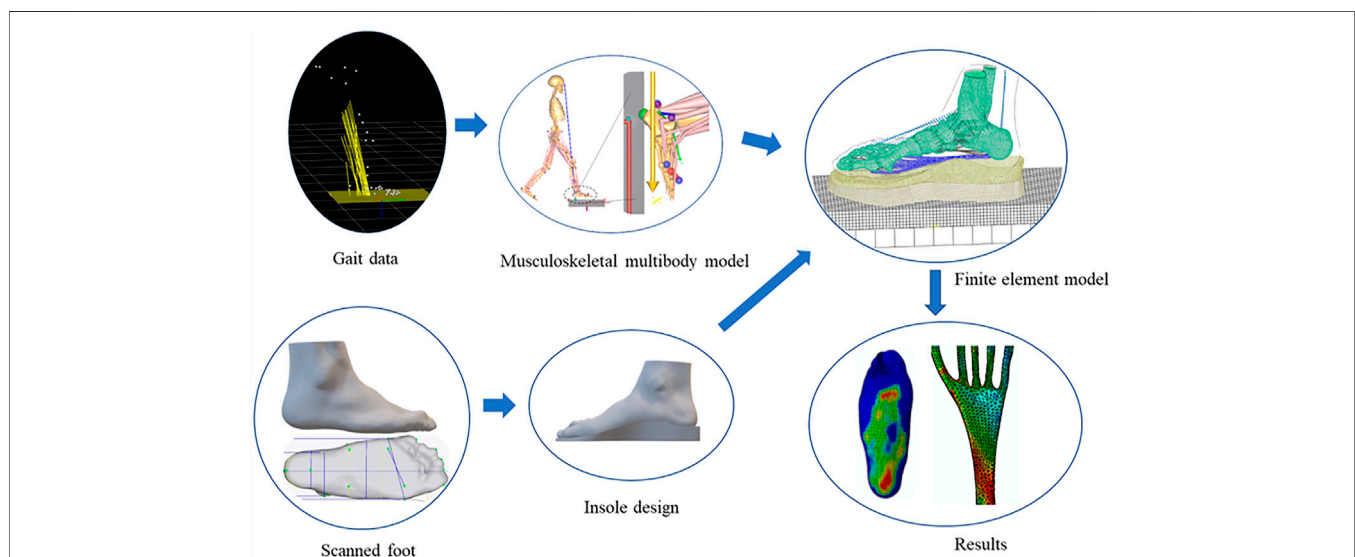 Gait data
Musculoskeletal multibody model
Finite element model
Scanned foot
Insole design
Results